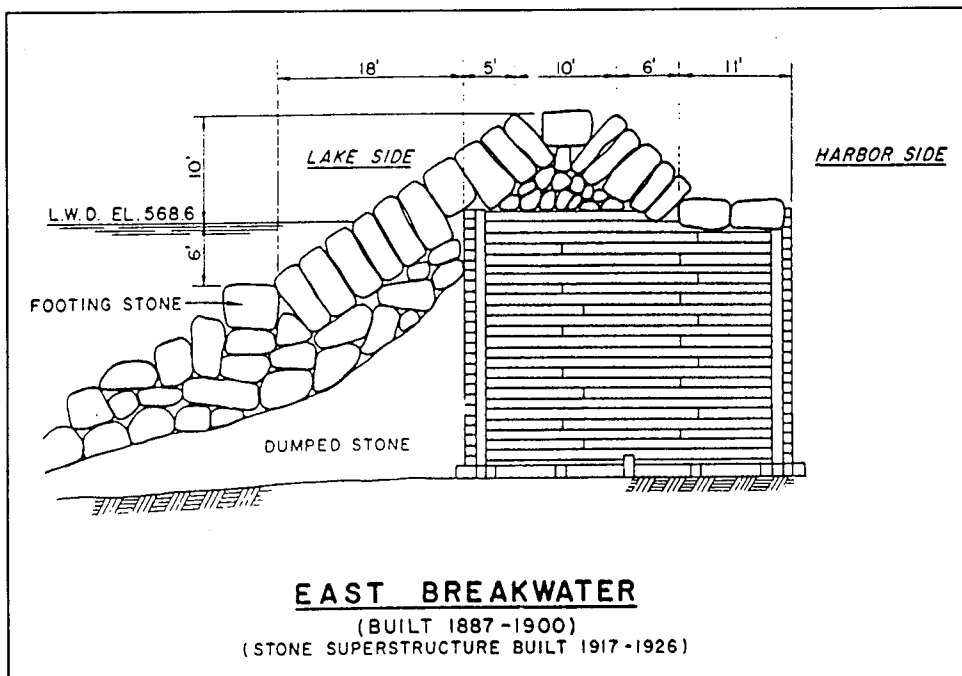 18' 5' 10' 6' 11'
10'
LAKE SIDE
HARBOR SIDE
L.W.D. EL. 568.6
6'
FOOTING STONE
DUMPED STONE
EAST BREAKWATER
(BUILT 1887-1900)
(STONE SUPERSTRUCTURE BUILT 1917-1926)